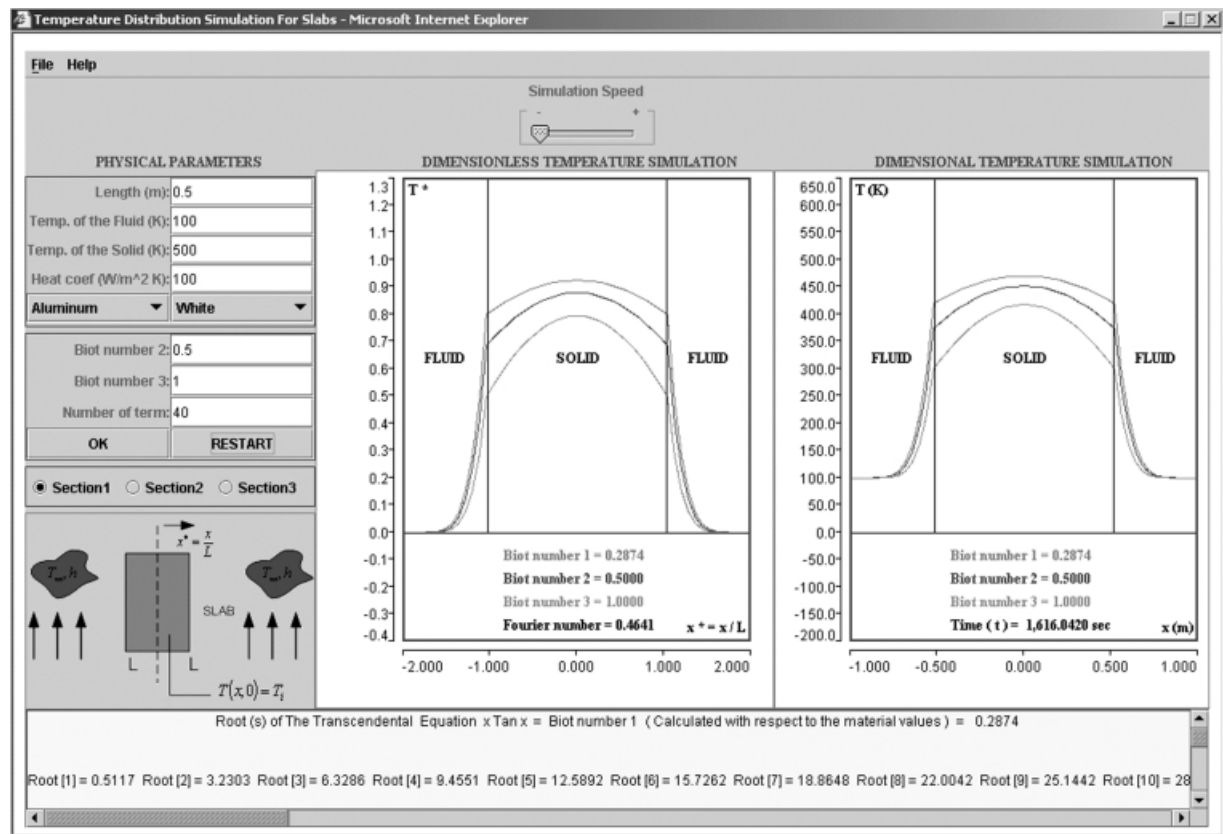 Temperature Distribution Simulation For Slabs - Microsoft Internet Explorer
File Help
Simulation Speed
- +
PHYSICAL PARAMETERS
Length (m): 0.5
Temp. of the Fluid (K): 100
Temp. of the Solid (K): 500
Heat coef (W/m^2 K): 100
Aluminum White
Biot number 2: 0.5
Biot number 3: 1
Number of term: 40
OK RESTART
Section1 Section2 Section3
x* = x/L
T∞, h T∞, h
SLAB
L L
T(x,0) = Ti
DIMENSIONLESS TEMPERATURE SIMULATION
T *
1.3
1.2
1.1
1.0
0.9
0.8
0.7
0.6
0.5
0.4
0.3
0.2
0.1
0.0
-0.1
-0.2
-0.3
-0.4
FLUID SOLID FLUID
Biot number 1 = 0.2874
Biot number 2 = 0.5000
Biot number 3 = 1.0000
Fourier number = 0.4641 x * = x / L
-2.000 -1.000 0.000 1.000 2.000
DIMENSIONAL TEMPERATURE SIMULATION
T (K)
650.0
600.0
550.0
500.0
450.0
400.0
350.0
300.0
250.0
200.0
150.0
100.0
50.0
0.0
-50.0
-100.0
-150.0
-200.0
FLUID SOLID FLUID
Biot number 1 = 0.2874
Biot number 2 = 0.5000
Biot number 3 = 1.0000
Time ( t ) = 1,616.0420 sec x (m)
-1.000 -0.500 0.000 0.500 1.000
Root (s) of The Transcendental Equation x Tan x = Biot number 1 ( Calculated with respect to the material values ) = 0.2874
Root [1] = 0.5117 Root [2] = 3.2303 Root [3] = 6.3286 Root [4] = 9.4551 Root [5] = 12.5892 Root [6] = 15.7262 Root [7] = 18.8648 Root [8] = 22.0042 Root [9] = 25.1442 Root [10] = 28